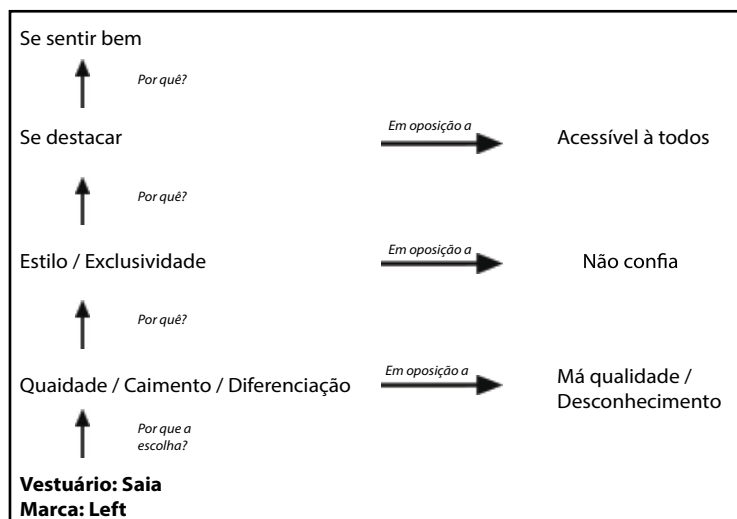 Se sentir bem
Por quê?
Se destacar
Em oposição a
Acessível à todos
Por quê?
Estilo / Exclusividade
Em oposição a
Não confia
Por quê?
Quaidade / Caimento / Diferenciação
Em oposição a
Má qualidade /
Desconhecimento
Por que a
escolha?
Vestuário: Saia
Marca: Left